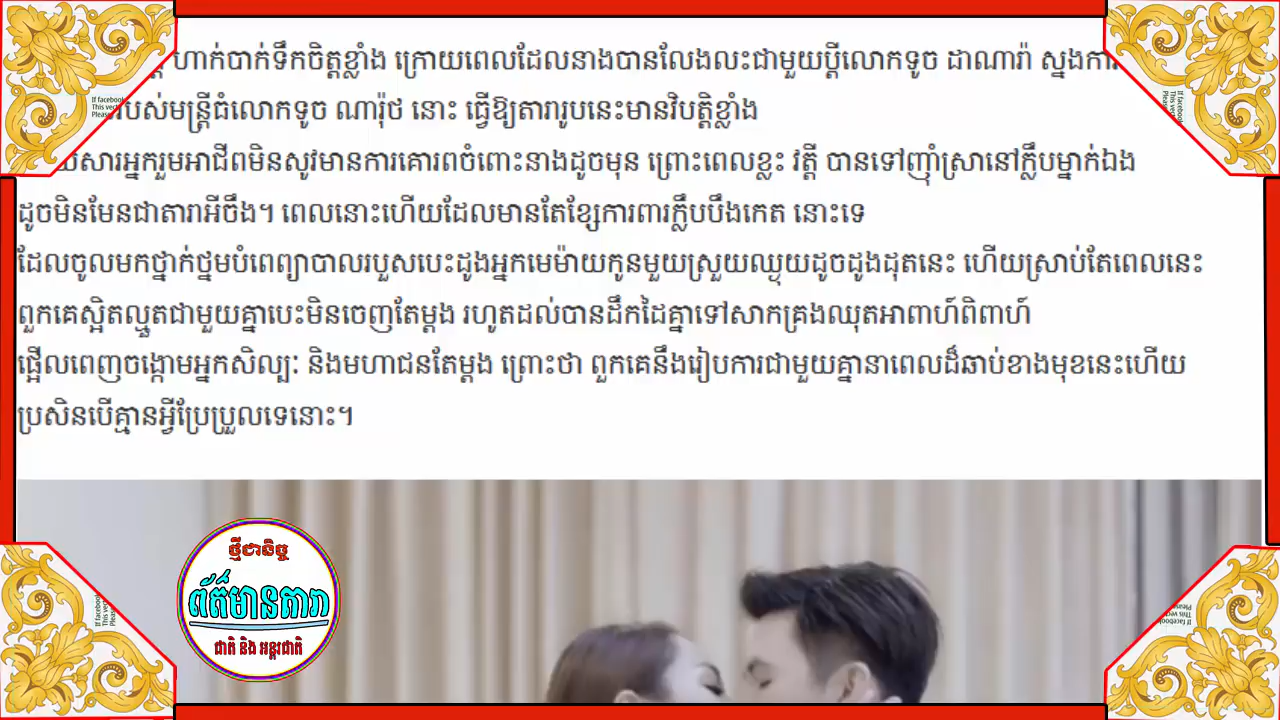 ហាក់បាក់ទឹកចិត្តខ្លាំង ក្រោយពេលដែលនាងបានលែងលះជាមួយប្តីលោកទូច ដាណារ៉ា ស្នងការ
របស់មន្ត្រីធំលោកទូច ណារ៉ុថ នោះ ធ្វើឱ្យតារារូបនេះមានវិបត្តិខ្លាំង
សារអ្នករួមអាជីពមិនសូវមានការគោរពចំពោះនាងដូចមុន ព្រោះពេលខ្លះ វត្តី បានទៅញ៉ាំស្រានៅក្លឹបម្នាក់ឯង
ដូចមិនមែនជាតារាអីចឹង។ ពេលនោះហើយដែលមានតែខ្សែការពារក្លឹបបឹងកេត នោះទេ
ដែលចូលមកថ្នាក់ថ្នមបំពេព្យាបាលរបួសបេះដូងអ្នកមេម៉ាយកូនមួយស្រួយឈ្ងុយដូចដូងដុតនេះ ហើយស្រាប់តែពេលនេះ
ពួកគេស្អិតល្មួតជាមួយគ្នាបេះមិនចេញតែម្តង រហូតដល់បានដឹកដៃគ្នាទៅសាកគ្រងឈុតអាពាហ៍ពិពាហ៍
ផ្អើលពេញចង្កោមអ្នកសិល្បៈ និងមហាជនតែម្តង ព្រោះថា ពួកគេនឹងរៀបការជាមួយគ្នានាពេលដ៏ឆាប់ខាងមុខនេះហើយ
ប្រសិនបើគ្មានអ្វីប្រែប្រួលទេនោះ។
ថ្មីជានិច្ច
ព័ត៌មានតារា
ជាតិ និង អន្តរជាតិ